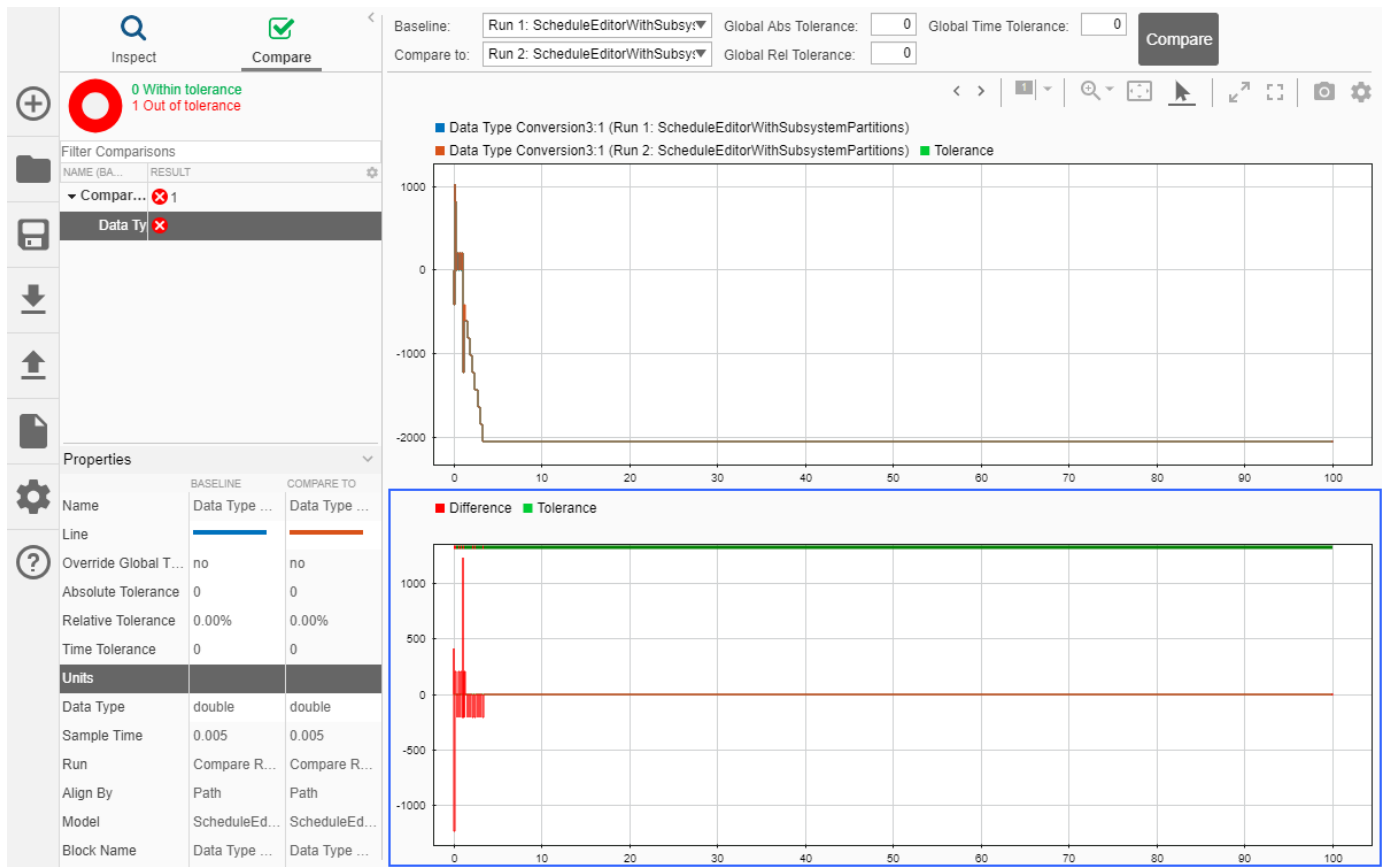 Inspect
Compare
Baseline:
Run 1: ScheduleEditorWithSubsy
Global Abs Tolerance:
0
Global Time Tolerance:
0
Compare
Compare to:
Run 2: ScheduleEditorWithSubsy
Global Rel Tolerance:
0
0 Within tolerance
1 Out of tolerance
Filter Comparisons
NAME (BA... RESULT
Compar... 1
Data Ty
1
Data Type Conversion3:1 (Run 1: ScheduleEditorWithSubsystemPartitions)
Data Type Conversion3:1 (Run 2: ScheduleEditorWithSubsystemPartitions) Tolerance
1000
0
-1000
-2000
0 10 20 30 40 50 60 70 80 90 100
Properties
BASELINE COMPARE TO
Name Data Type ... Data Type ...
Line
Override Global T... no no
Absolute Tolerance 0 0
Relative Tolerance 0.00% 0.00%
Time Tolerance 0 0
Units
Data Type double double
Sample Time 0.005 0.005
Run Compare R... Compare R...
Align By Path Path
Model ScheduleEd... ScheduleEd...
Block Name Data Type ... Data Type ...
Difference Tolerance
1000
500
0
-500
-1000
0 10 20 30 40 50 60 70 80 90 100